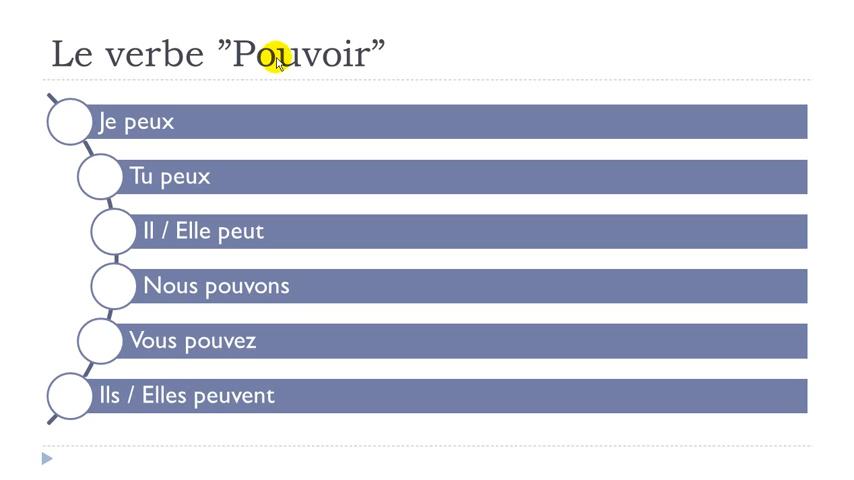 Le verbe ”Pouvoir”
Je peux
Tu peux
Il / Elle peut
Nous pouvons
Vous pouvez
Ils / Elles peuvent